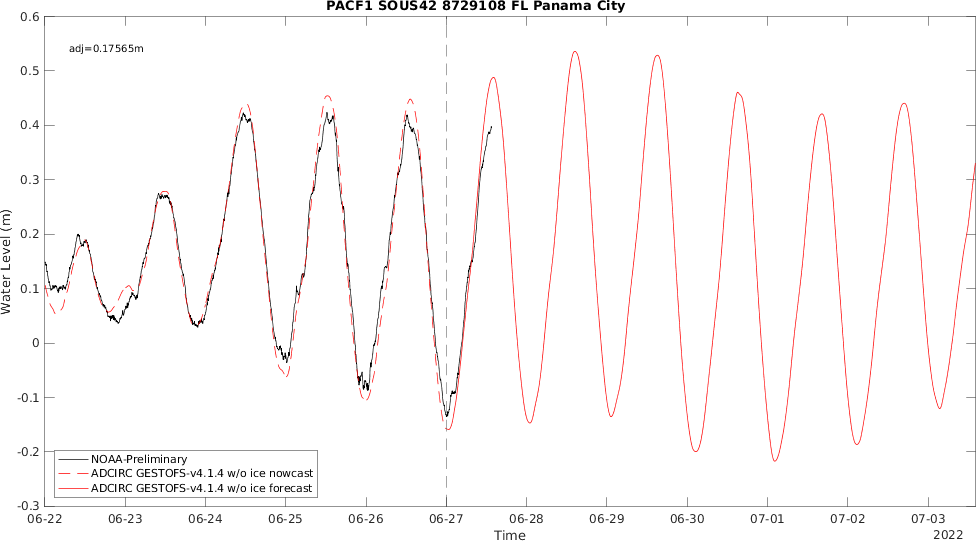 PACF1 SOUS42 8729108 FL Panama City
adj=0.17565m
0.6
0.5
0.4
0.3
0.2
0.1
0
-0.1
-0.2
-0.3
Water Level (m)
NOAA-Preliminary
ADCIRC GESTOFS-v4.1.4 w/o ice nowcast
ADCIRC GESTOFS-v4.1.4 w/o ice forecast
06-22 06-23 06-24 06-25 06-26 06-27 06-28 06-29 06-30 07-01 07-02 07-03
Time
2022